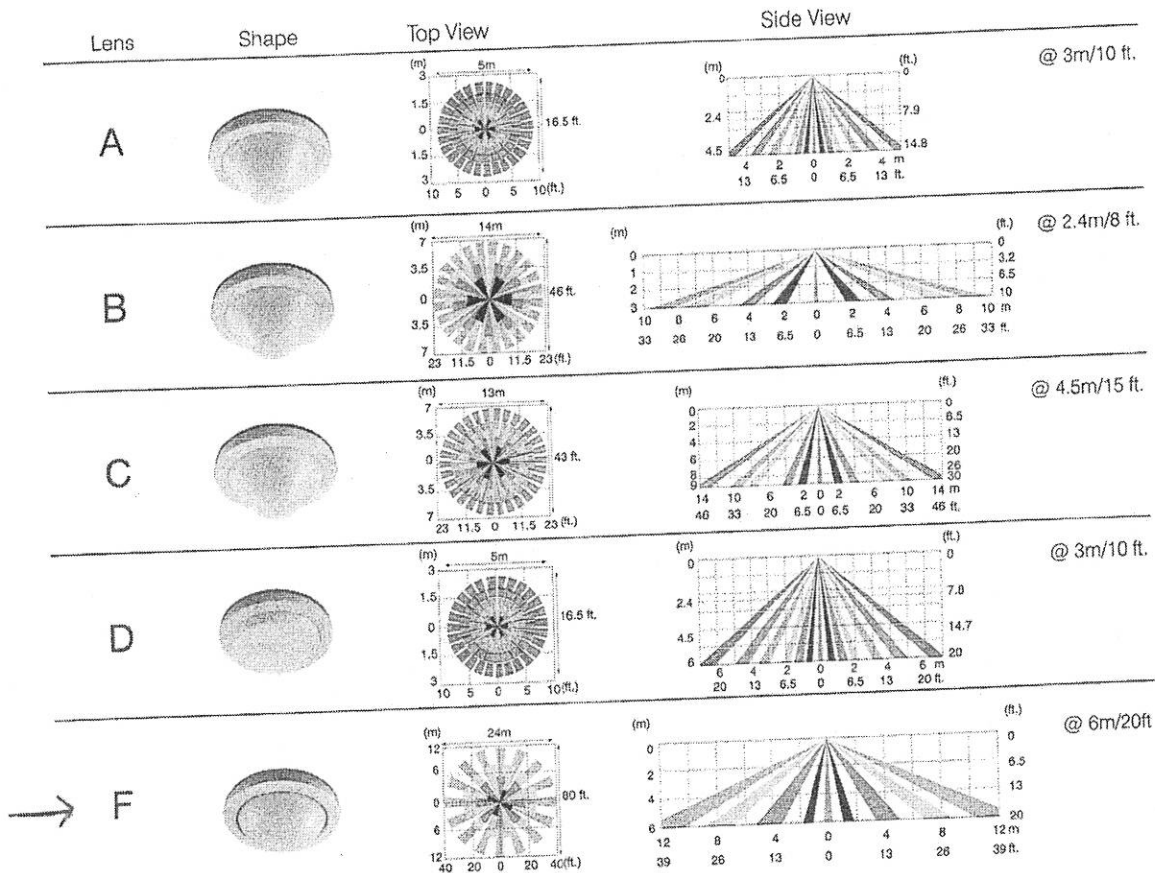 Lens Shape Top View Side View
A
@ 3m/10 ft.
(m) 5m
3
1.5
0
1.5
3
16.5 ft.
10 5 0 5 10(ft.)
(m) (ft.)
0 0
2.4 7.9
4.5 14.8
4 2 0 2 4 m
13 6.5 0 6.5 13 ft.
B
@ 2.4m/8 ft.
(m) 14m
7
3.5
0
3.5
7
46 ft.
23 11.5 0 11.5 23(ft.)
(m) (ft.)
0 0
1 3.2
2 6.5
3 10
10 8 6 4 2 0 2 4 6 8 10 m
33 26 20 13 6.5 0 6.5 13 20 26 33 ft.
C
@ 4.5m/15 ft.
(m) 13m
7
3.5
0
3.5
7
43 ft.
23 11.5 0 11.5 23(ft.)
(m) (ft.)
0 0
2 6.5
4 13
6 20
8 26
9 30
14 10 6 2 0 2 6 10 14 m
46 33 20 6.5 0 6.5 20 33 46 ft.
D
@ 3m/10 ft.
(m) 5m
3
1.5
0
1.5
3
16.5 ft.
10 5 0 5 10(ft.)
(m) (ft.)
0 0
2.4 7.8
4.5 14.7
6 20
6 4 2 0 2 4 6 m
20 13 6.5 0 6.5 13 20 ft.
F
@ 6m/20ft
(m) 24m
12
6
0
6
12
80 ft.
40 20 0 20 40(ft.)
(m) (ft.)
0 0
2 6.5
4 13
6 20
12 8 4 0 4 8 12 m
39 26 13 0 13 26 39 ft.